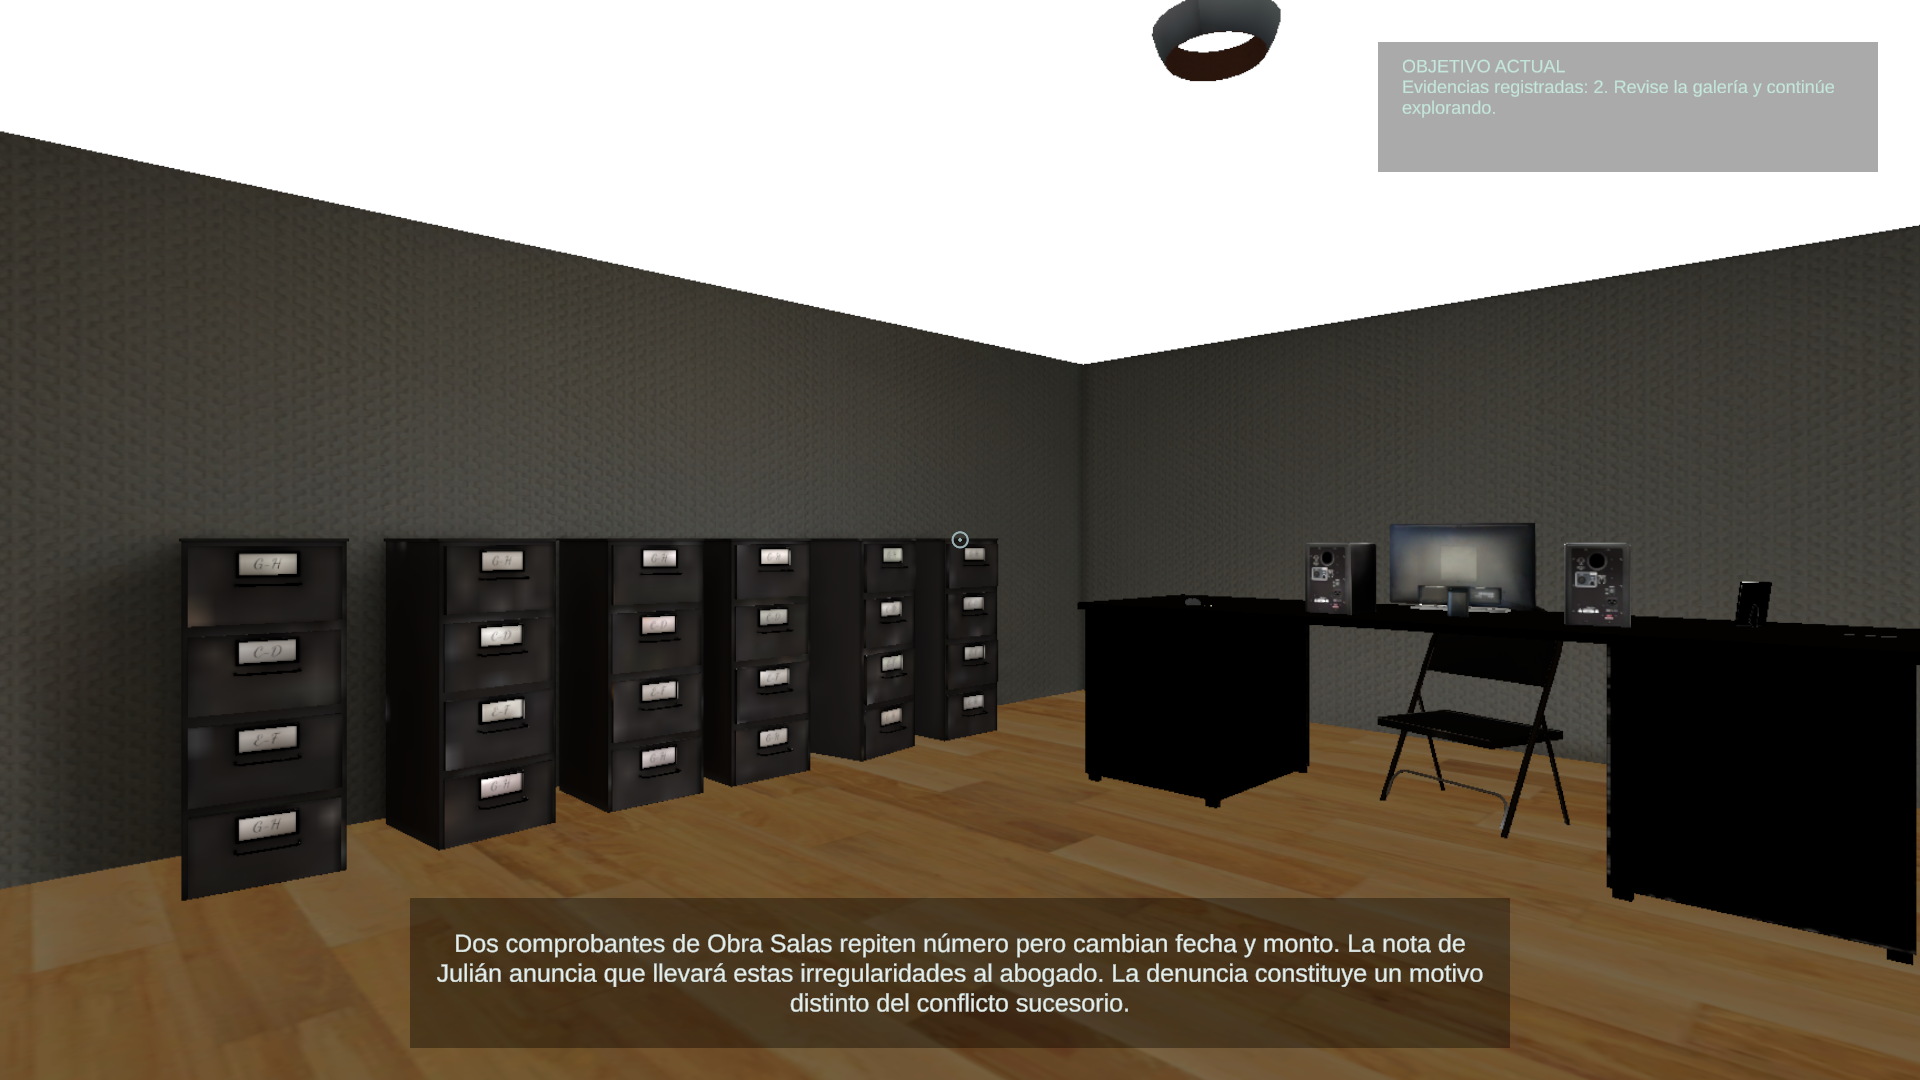 OBJETIVO ACTUAL
Evidencias registradas: 2. Revise la galería y continúe
explorando.
G-H
C-D
E-F
G-H
G-H
C-D
E-F
G-H
Dos comprobantes de Obra Salas repiten número pero cambian fecha y monto. La nota de
Julián anuncia que llevará estas irregularidades al abogado. La denuncia constituye un motivo
distinto del conflicto sucesorio.